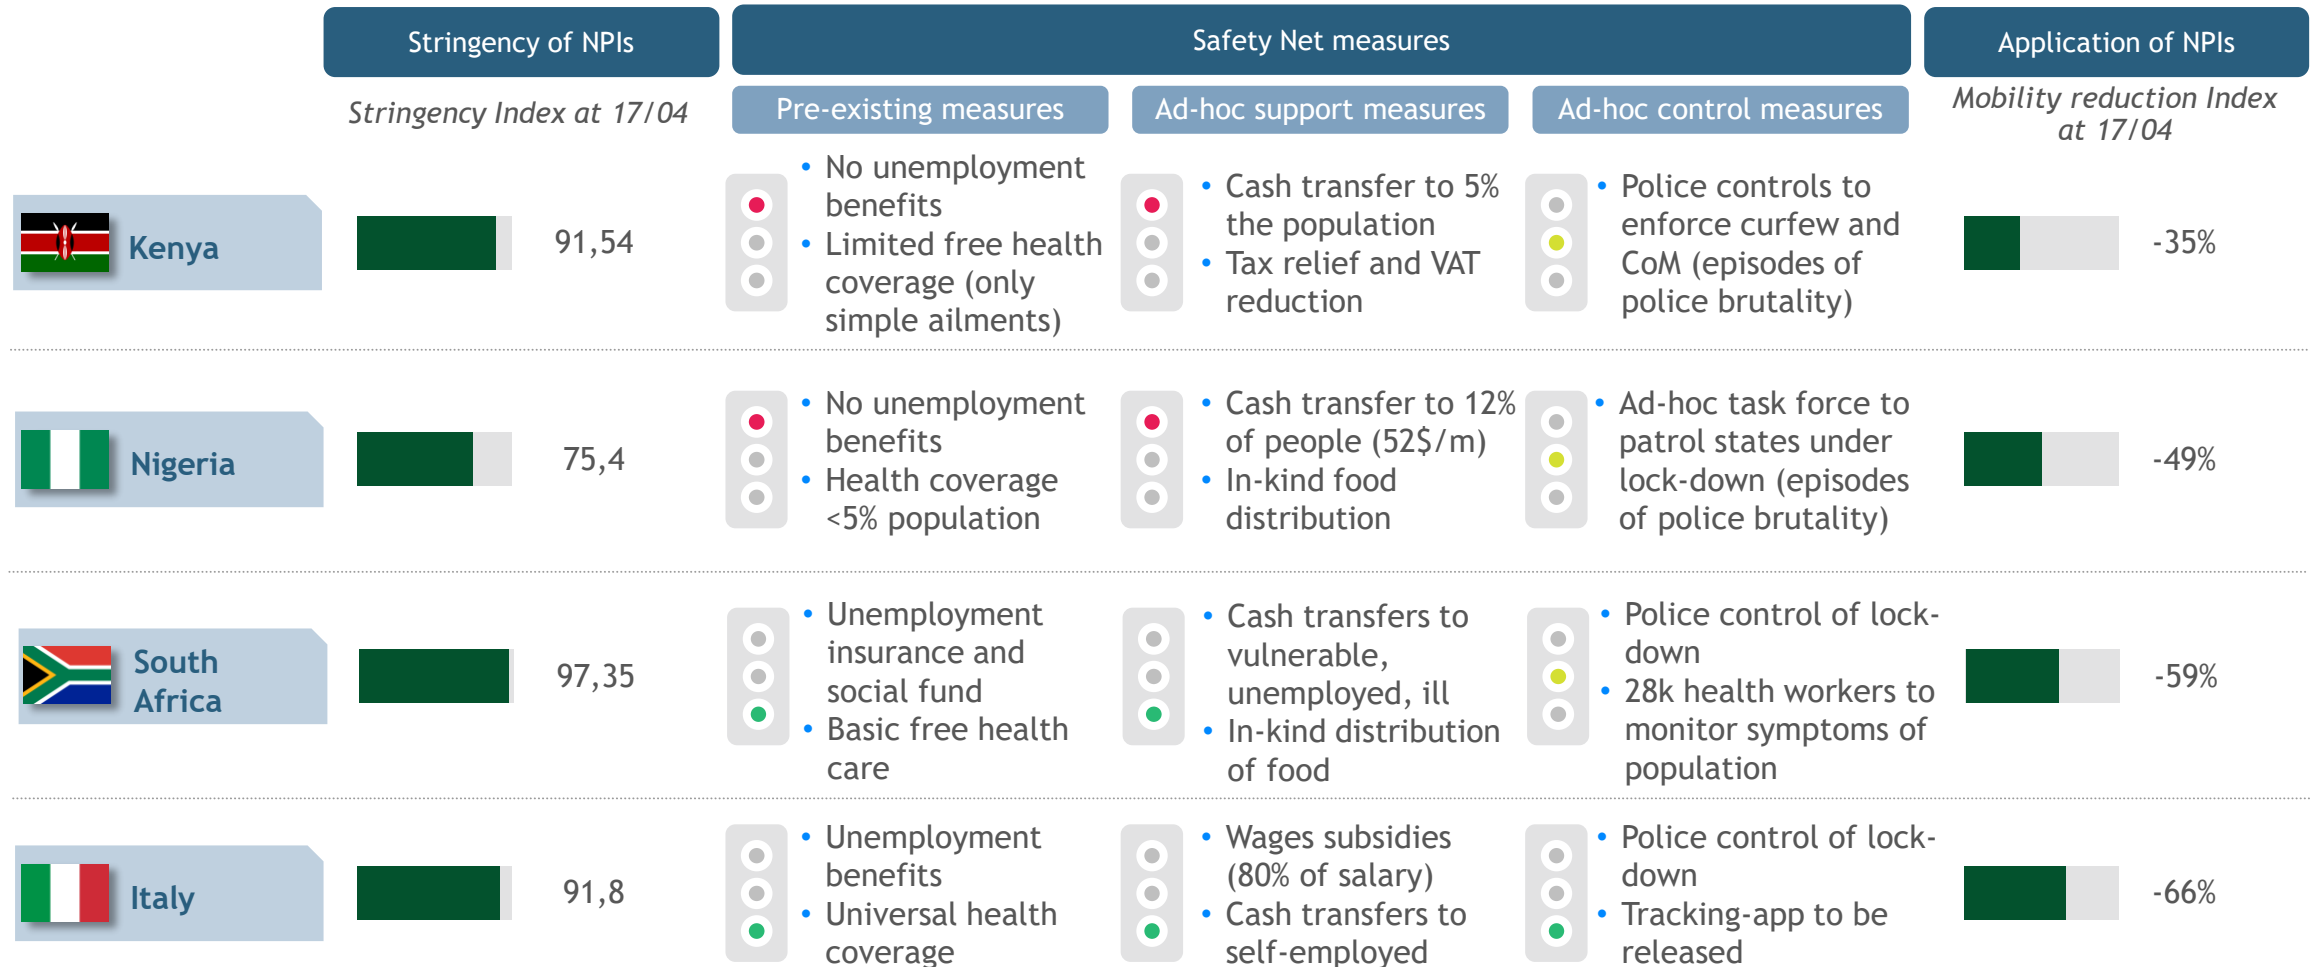 Stringency of NPIs
Safety Net measures
Application of NPIs
Stringency Index at 17/04
Pre-existing measures
Ad-hoc support measures
Ad-hoc control measures
Mobility reduction Index
at 17/04
Kenya
91,54
• No unemployment
benefits
• Limited free health
coverage (only
simple ailments)
• Cash transfer to 5%
the population
• Tax relief and VAT
reduction
• Police controls to
enforce curfew and
CoM (episodes of
police brutality)
-35%
Nigeria
75,4
• No unemployment
benefits
• Health coverage
<5% population
• Cash transfer to 12%
of people (52$/m)
• In-kind food
distribution
• Ad-hoc task force to
patrol states under
lock-down (episodes
of police brutality)
-49%
South
Africa
97,35
• Unemployment
insurance and
social fund
• Basic free health
care
• Cash transfers to
vulnerable,
unemployed, ill
• In-kind distribution
of food
• Police control of lock-
down
• 28k health workers to
monitor symptoms of
population
-59%
Italy
91,8
• Unemployment
benefits
• Universal health
coverage
• Wages subsidies
(80% of salary)
• Cash transfers to
self-employed
• Police control of lock-
down
• Tracking-app to be
released
-66%